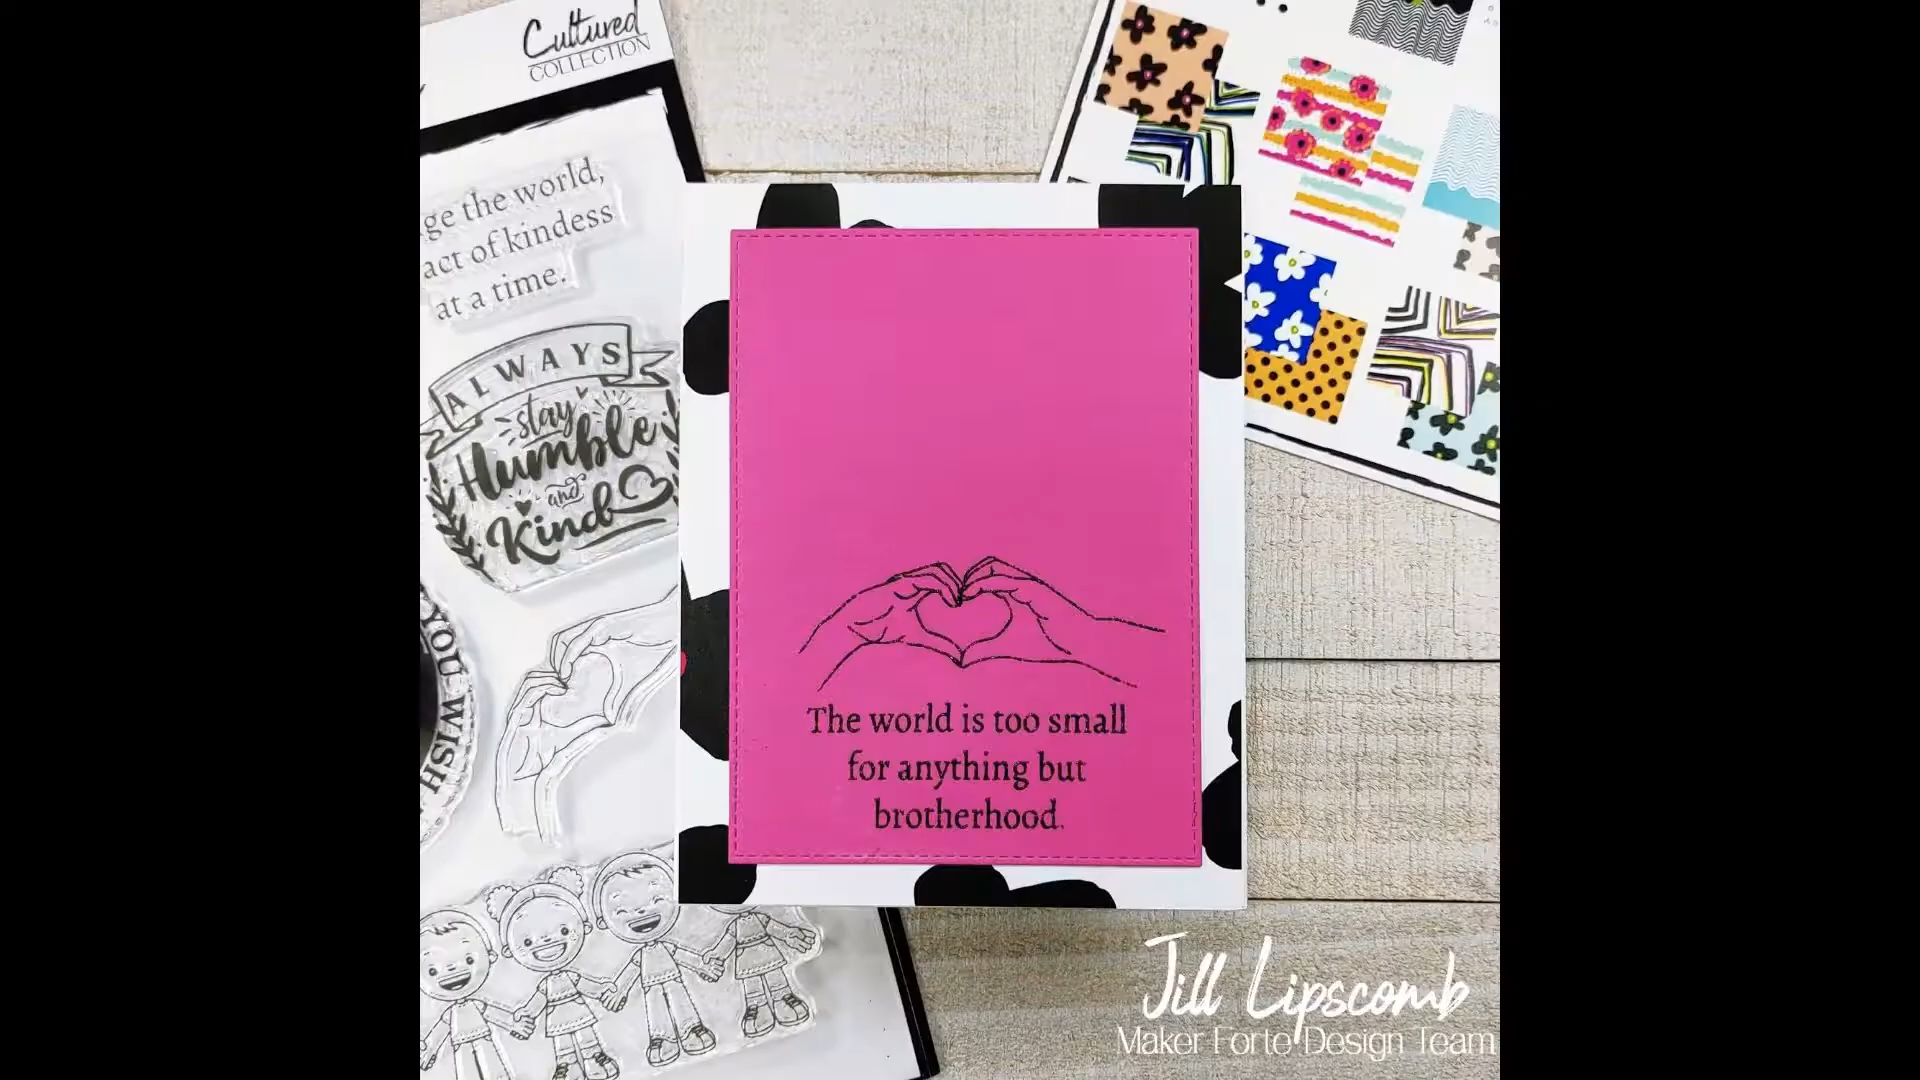 Cultured
COLLECTION
ge the world,
act of kindess
at a time.
ALWAYS
stay
Humble
and
Kind
YOU WISH
The world is too small
for anything but
brotherhood.
Jill Lipscomb
Maker Forte Design Team